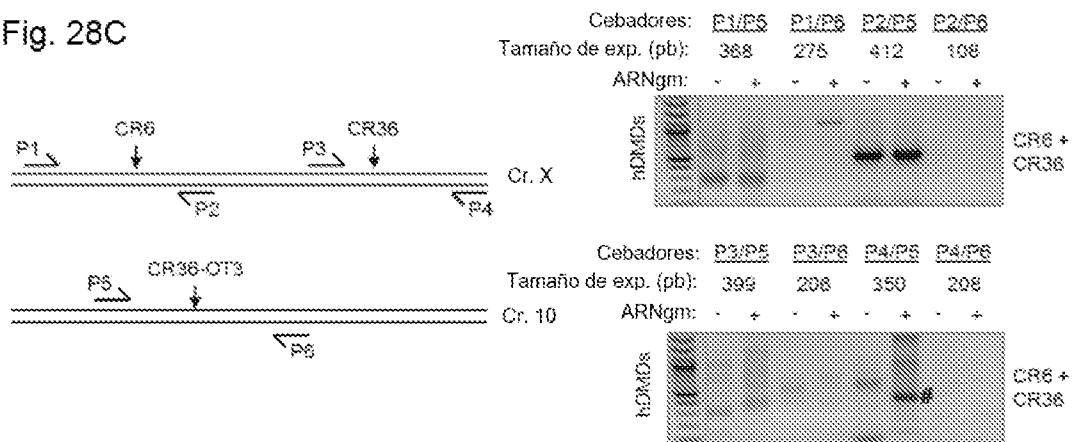 Fig. 28C
Cebadores: P1/P5 P1/P6 P2/P5 P2/P6
Tamaño de exp. (pb): 368 275 412 108
ARNgm: - + - + - + - +
hDMDs
CR6 +
CR36
P1
CR6
P3
CR36
Cr. X
P2
P4
Cebadores: P3/P5 P3/P6 P4/P5 P4/P6
Tamaño de exp. (pb): 399 208 350 208
ARNgm: - + - + - + - +
hDMDs
#
CR6 +
CR36
P5
CR36-OT3
Cr. 10
P6